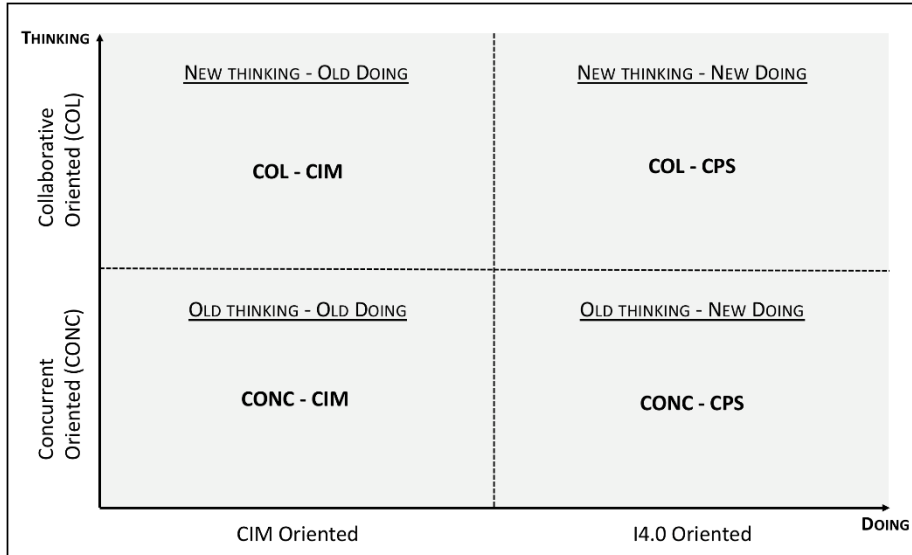 THINKING
NEW THINKING - OLD DOING
NEW THINKING - NEW DOING
COL - CIM
COL - CPS
Collaborative
Oriented (COL)
OLD THINKING - OLD DOING
OLD THINKING - NEW DOING
CONC - CIM
CONC - CPS
Concurrent
Oriented (CONC)
CIM Oriented
I4.0 Oriented
DOING